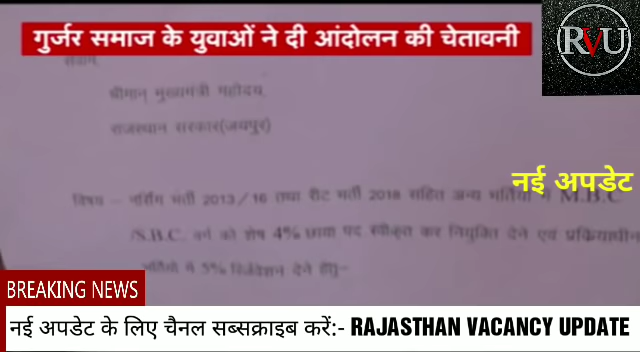 गुर्जर समाज के युवाओं ने दी आंदोलन की चेतावनी
RVU
श्रीमान् मुख्यमंत्री महोदय,
राजस्थान सरकार(जयपुर)
नई अपडेट
विषय - नर्सिंग भर्ती 2013/16 तथा रीट भर्ती 2018 सहित अन्य भर्तियों में M.B.C
/S.B.C. वर्ग को शेष 4% छाया पद स्वीकृत कर नियुक्ति देने एवं प्रक्रियाधीन
भर्तियों में 5% देने हेतु:-
BREAKING NEWS
नई अपडेट के लिए चैनल सब्सक्राइब करें:- RAJASTHAN VACANCY UPDATE